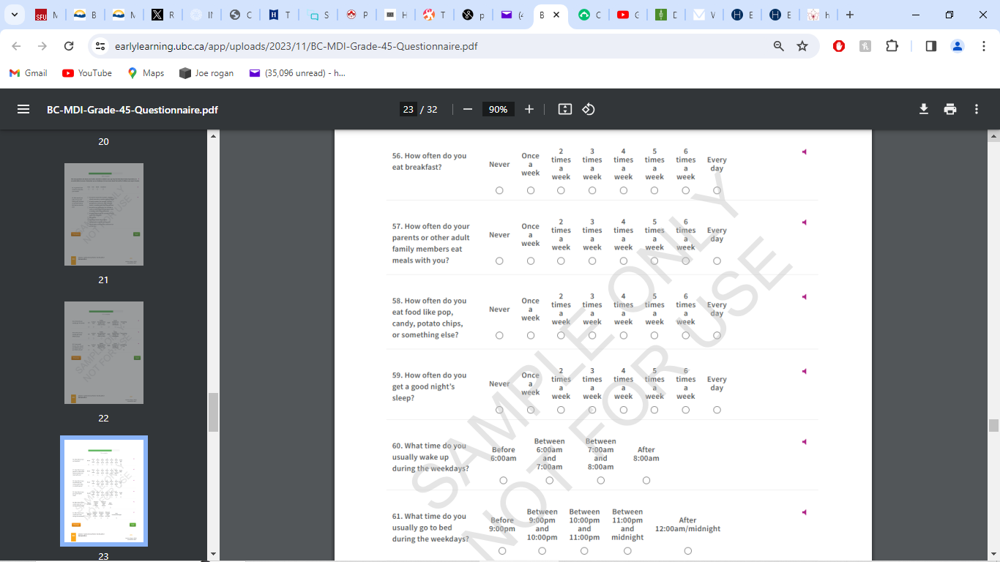 M
B
M
R
C
T
S
P
H
T
p
B
C
G
D
V
E
E
h
earlylearning.ubc.ca/app/uploads/2023/11/BC-MDI-Grade-45-Questionnaire.pdf
Gmail YouTube Maps Joe rogan (35,096 unread) - h...
BC-MDI-Grade-45-Questionnaire.pdf 23 / 32 90%
20
21
22
23
56. How often do you
eat breakfast?
Never Once a week 2 times a week 3 times a week 4 times a week 5 times a week 6 times a week Every day
57. How often do your
parents or other adult
family members eat
meals with you?
Never Once a week 2 times a week 3 times a week 4 times a week 5 times a week 6 times a week Every day
58. How often do you
eat food like pop,
candy, potato chips,
or something else?
Never Once a week 2 times a week 3 times a week 4 times a week 5 times a week 6 times a week Every day
59. How often do you
get a good night's
sleep?
Never Once a week 2 times a week 3 times a week 4 times a week 5 times a week 6 times a week Every day
60. What time do you
usually wake up
during the weekdays?
Before 6:00am Between 6:00am and 7:00am Between 7:00am and 8:00am After 8:00am
61. What time do you
usually go to bed
during the weekdays?
Before 9:00pm Between 9:00pm and 10:00pm Between 10:00pm and 11:00pm Between 11:00pm and midnight After 12:00am/midnight
SAMPLE ONLY
NOT FOR USE